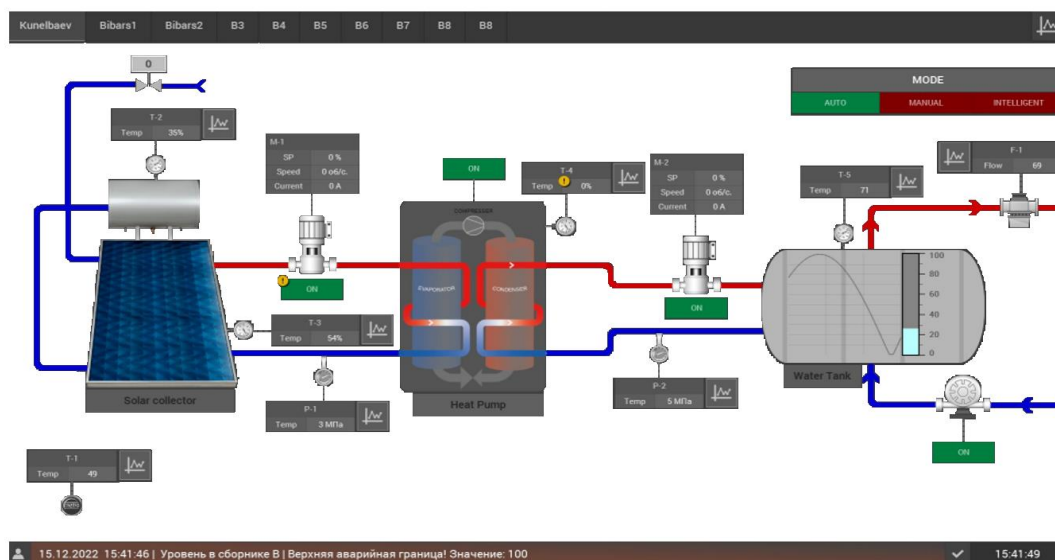 Kunelbaev Bibars1 Bibars2 B3 B4 B5 B6 B7 B8 B8
0
MODE
AUTO MANUAL INTELLIGENT
T-2
Temp 35%
M-1
SP 0 %
Speed 0 об/с.
Current 0 A
ON
T-4
Temp 0%
M-2
SP 0 %
Speed 0 об/с.
Current 0 A
T-5
Temp 71
F-1
Flow 69
COMPRESSER
EVAPORATOR
CONDENSER
ON
ON
100
80
60
40
20
0
T-3
Temp 54%
Water Tank
Solar collector
Heat Pump
P-1
Temp 3 МПа
P-2
Temp 5 МПа
ON
T-1
Temp 49
15.12.2022 15:41:46 | Уровень в сборнике В | Верхняя аварийная граница! Значение: 100
15:41:49